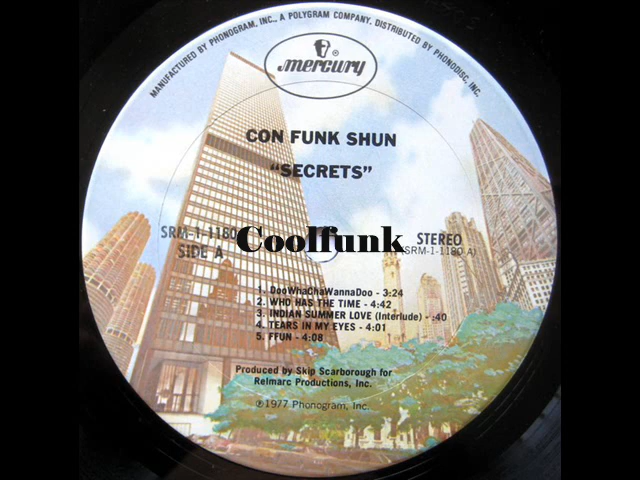 MANUFACTURED BY PHONOGRAM, INC., A POLYGRAM COMPANY. DISTRIBUTED BY PHONODISC, INC.
mercury®
CON FUNK SHUN
"SECRETS"
SRM-1-1180
SIDE A
Coolfunk
STEREO
(SRM-1-1180-A)
1. DooWhaChaWannaDoo - 3:24
2. WHO HAS THE TIME - 4:42
3. INDIAN SUMMER LOVE (Interlude) - :40
4. TEARS IN MY EYES - 4:01
5. FFUN - 4:08
Produced by Skip Scarborough for
Relmarc Productions, Inc.
℗1977 Phonogram, Inc.